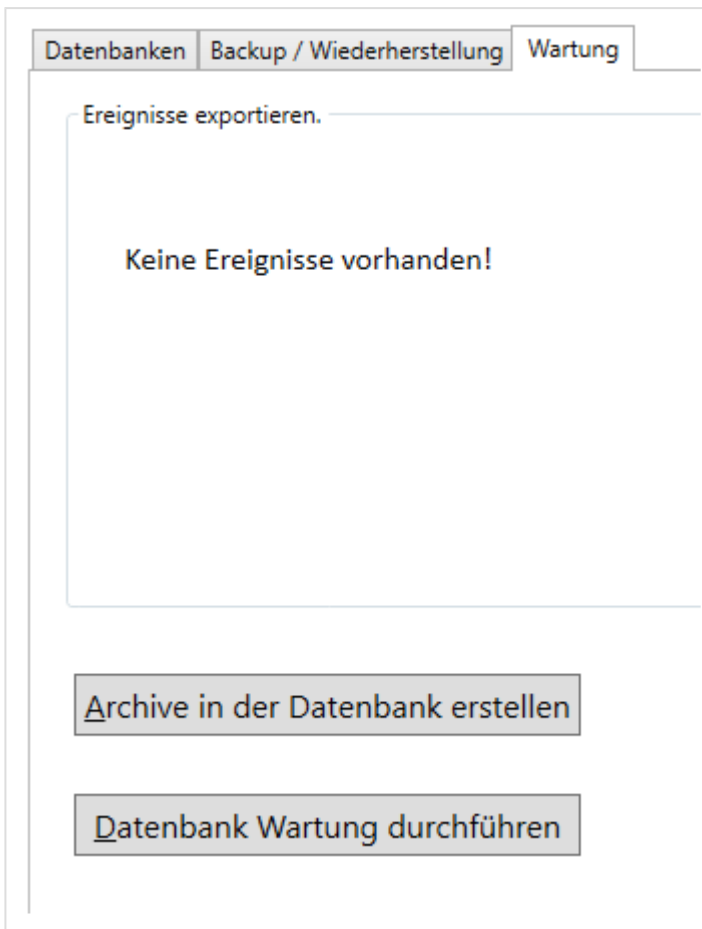 Datenbanken Backup / Wiederherstellung Wartung
Ereignisse exportieren.
Keine Ereignisse vorhanden!
Archive in der Datenbank erstellen
Datenbank Wartung durchführen